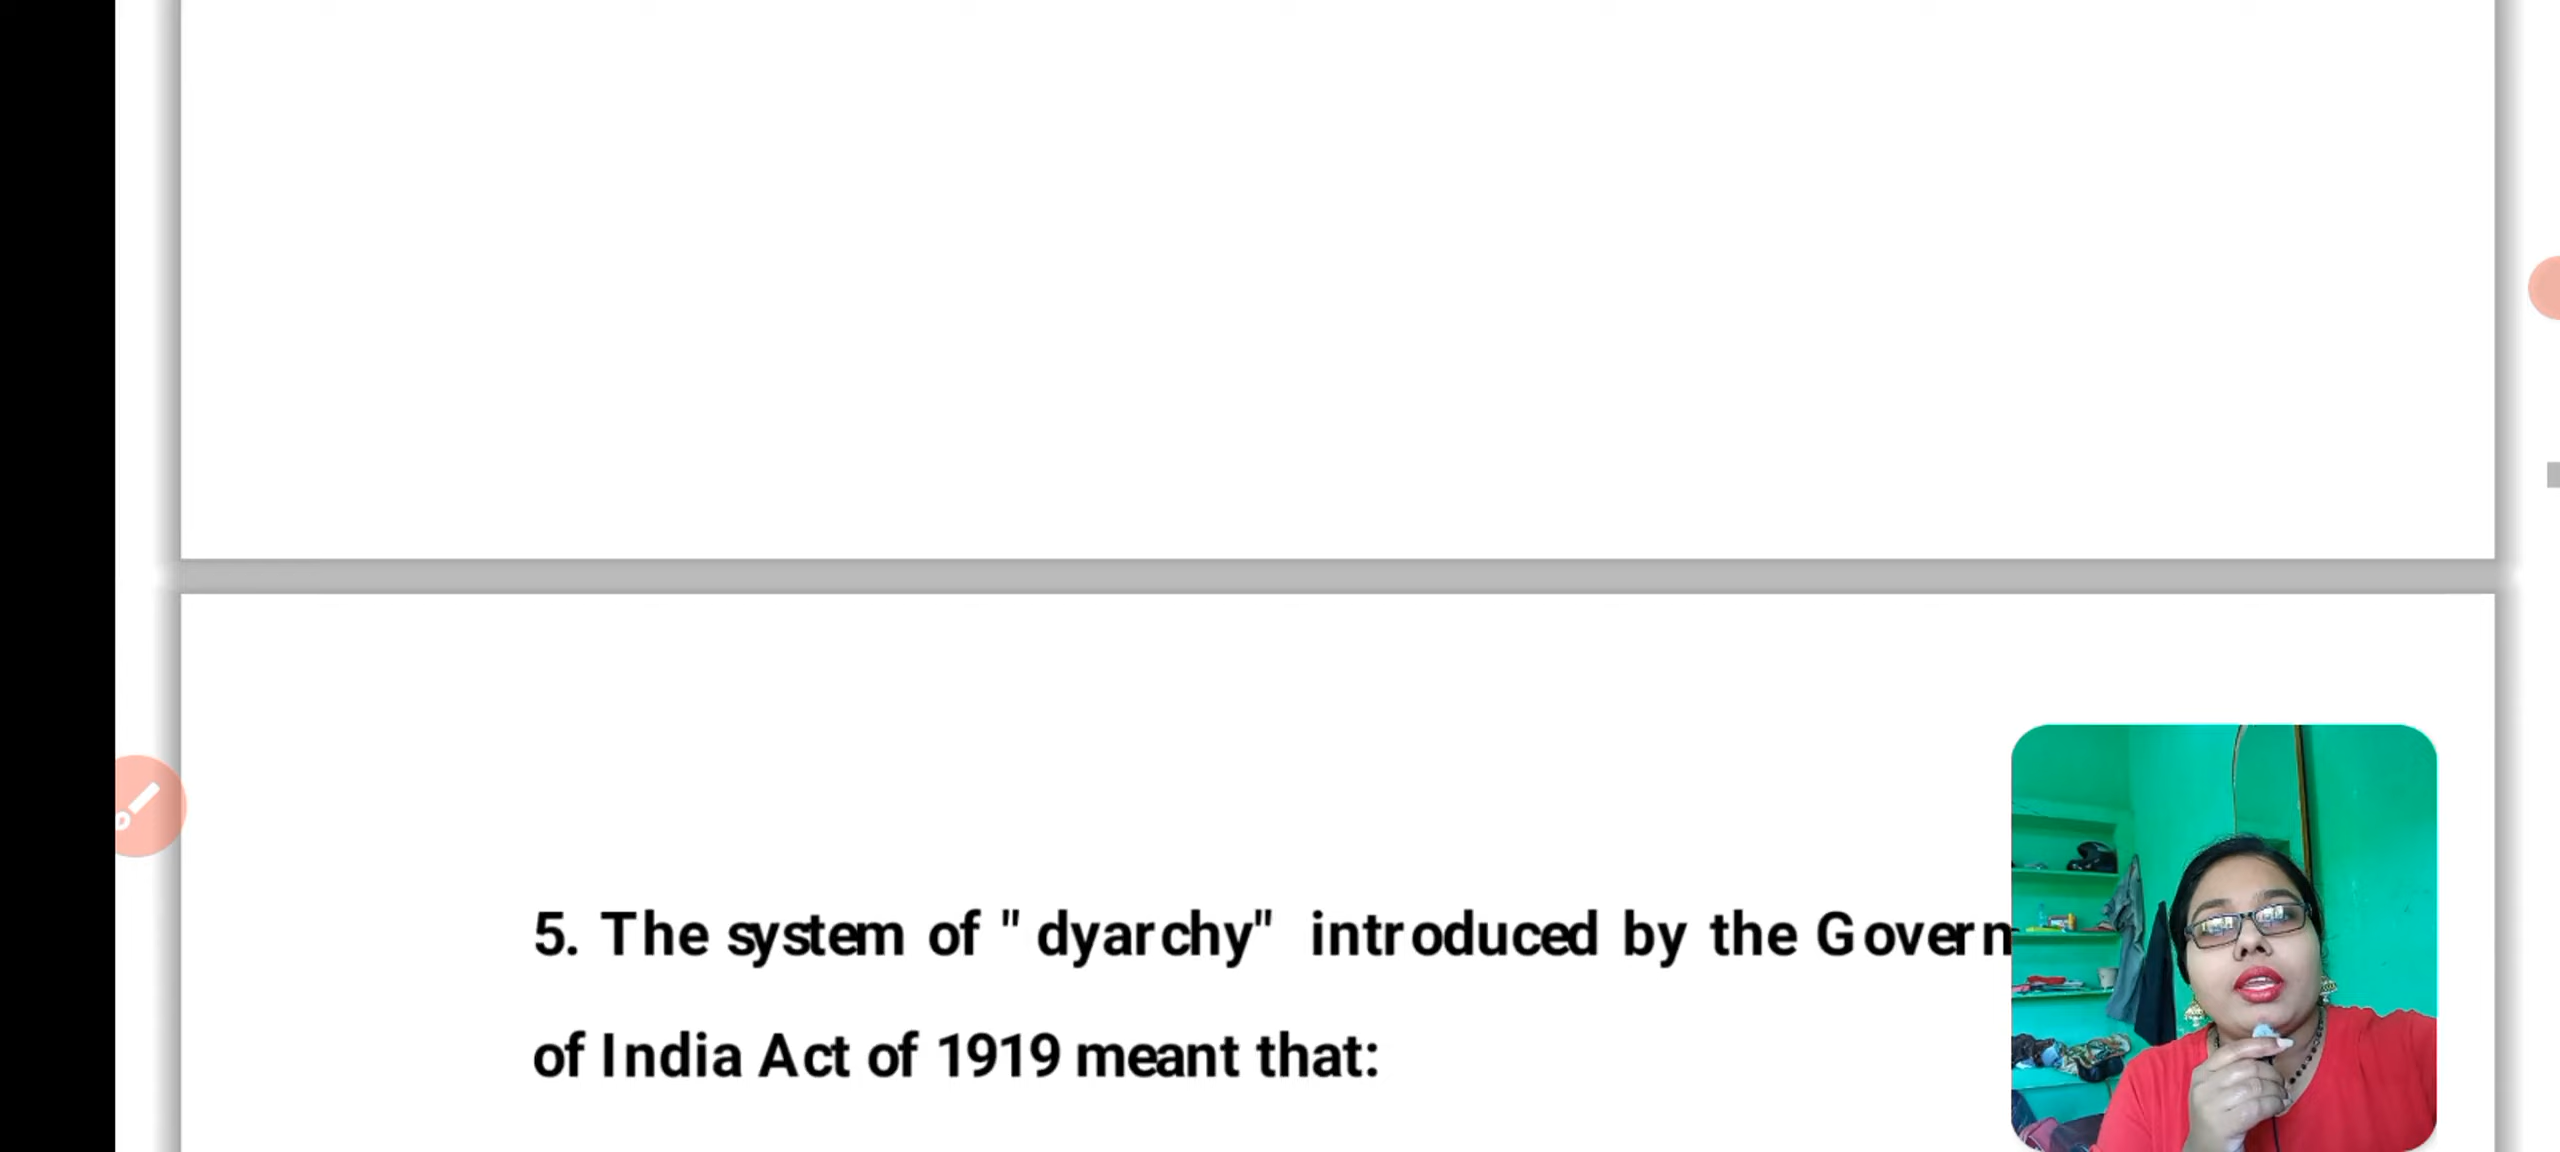 5. The system of " dyarchy" introduced by the Govern
of India Act of 1919 meant that: